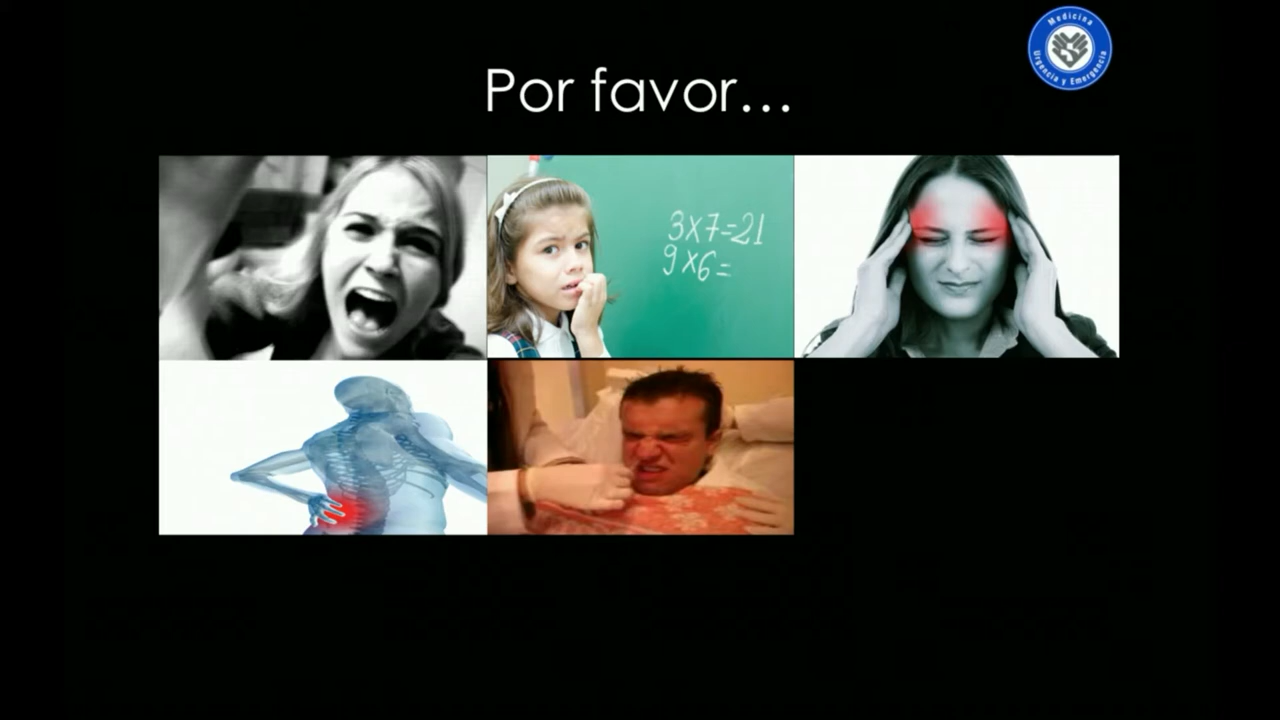 Medicina
Urgencia y Emergencia
Por favor...
3x7=21
9x6=